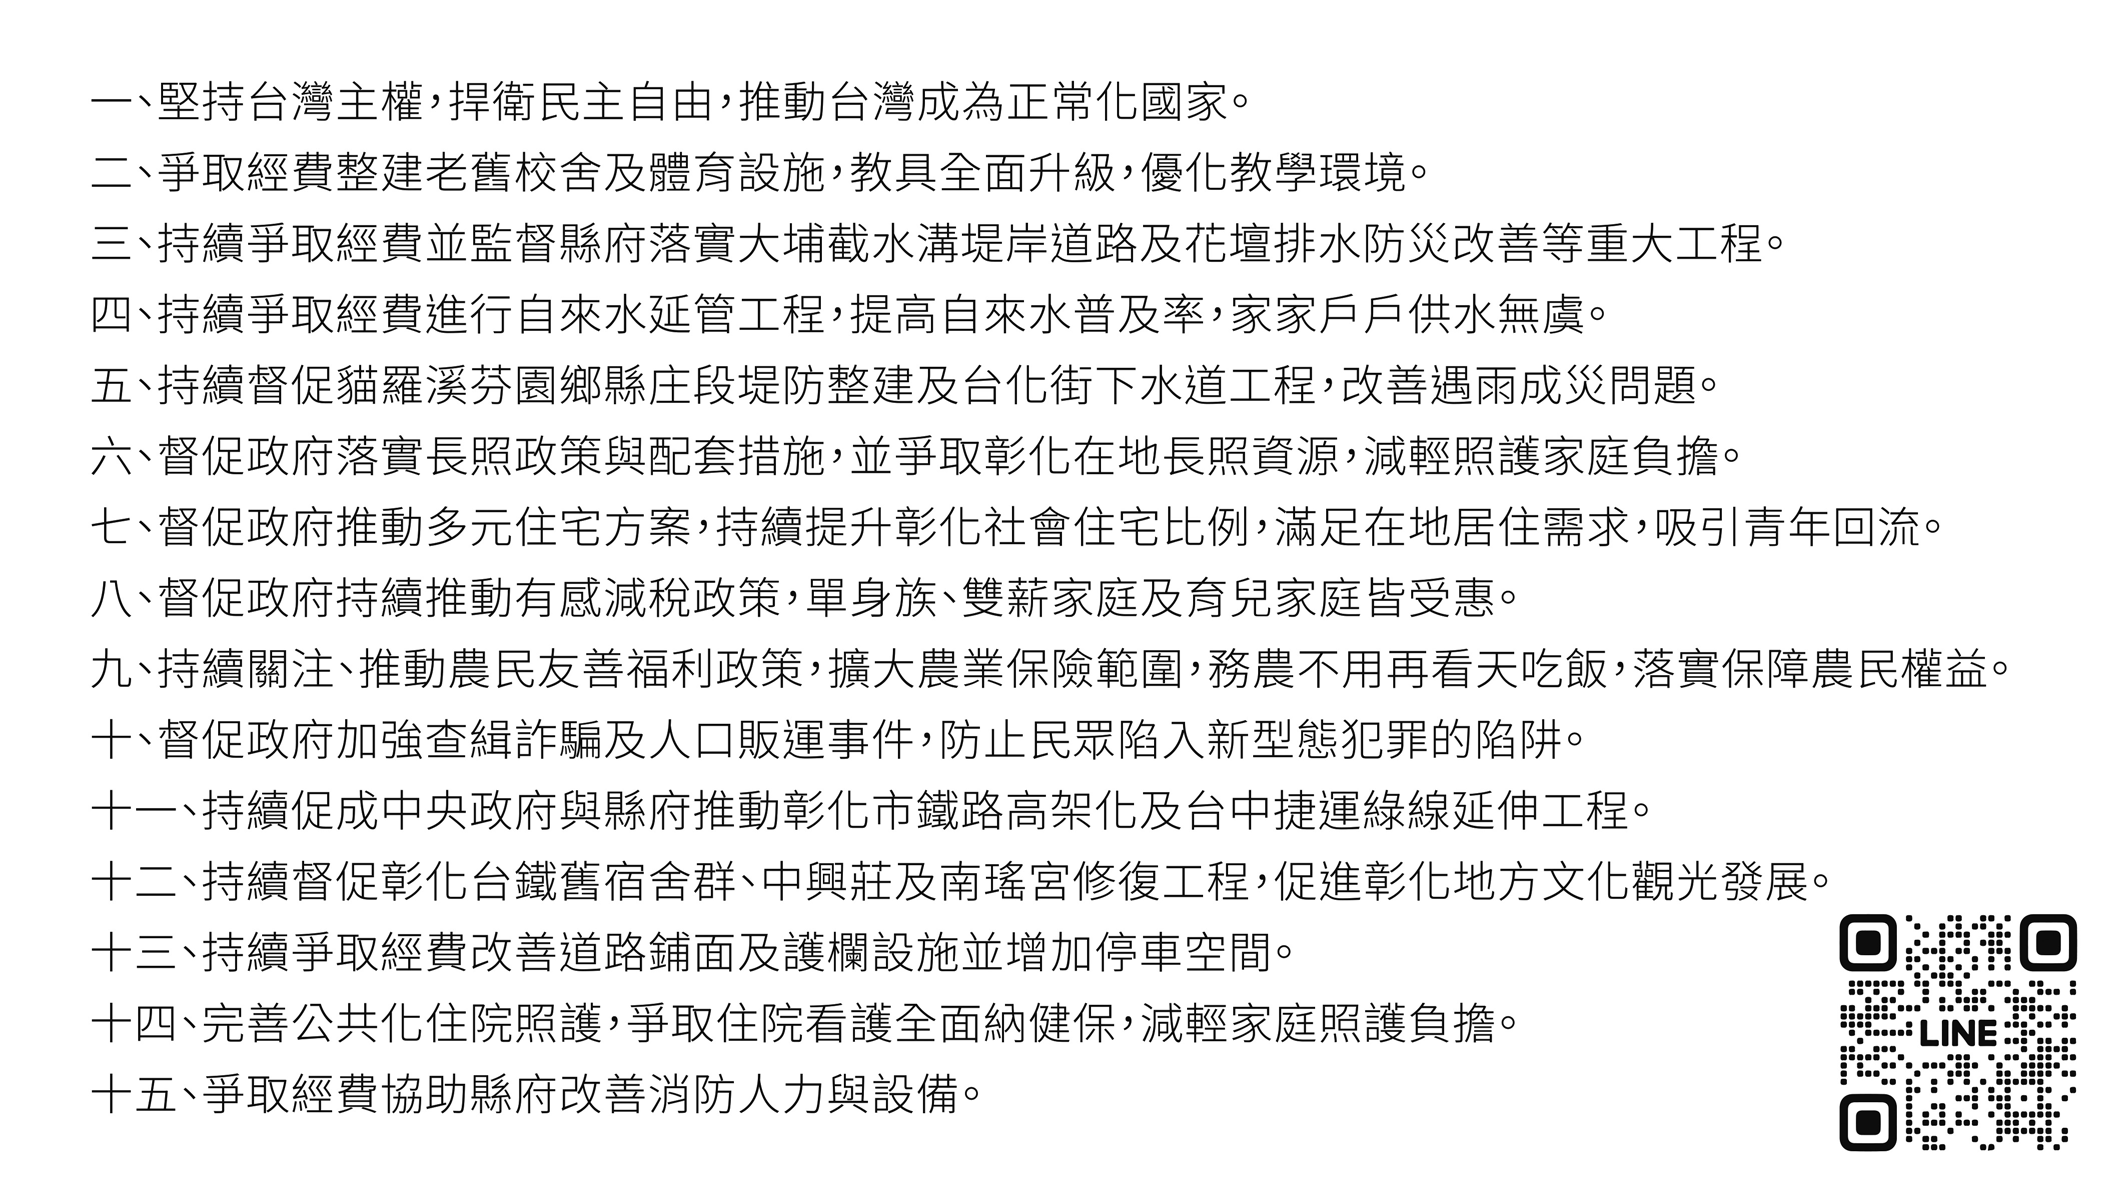 一、堅持台灣主權，捍衛民主自由，推動台灣成為正常化國家。
二、爭取經費整建老舊校舍及體育設施，教具全面升級，優化教學環境。
三、持續爭取經費並監督縣府落實大埔截水溝堤岸道路及花壇排水防災改善等重大工程。
四、持續爭取經費進行自來水延管工程，提高自來水普及率，家家戶戶供水無虞。
五、持續督促貓羅溪芬園鄉縣庄段堤防整建及台化街下水道工程，改善遇雨成災問題。
六、督促政府落實長照政策與配套措施，並爭取彰化在地長照資源，減輕照護家庭負擔。
七、督促政府推動多元住宅方案，持續提升彰化社會住宅比例，滿足在地居住需求，吸引青年回流。
八、督促政府持續推動有感減稅政策，單身族、雙薪家庭及育兒家庭皆受惠。
九、持續關注、推動農民友善福利政策，擴大農業保險範圍，務農不用再看天吃飯，落實保障農民權益。
十、督促政府加強查緝詐騙及人口販運事件，防止民眾陷入新型態犯罪的陷阱。
十一、持續促成中央政府與縣府推動彰化市鐵路高架化及台中捷運綠線延伸工程。
十二、持續督促彰化台鐵舊宿舍群、中興莊及南瑤宮修復工程，促進彰化地方文化觀光發展。
十三、持續爭取經費改善道路鋪面及護欄設施並增加停車空間。
十四、完善公共化住院照護，爭取住院看護全面納健保，減輕家庭照護負擔。
LINE
十五、爭取經費協助縣府改善消防人力與設備。